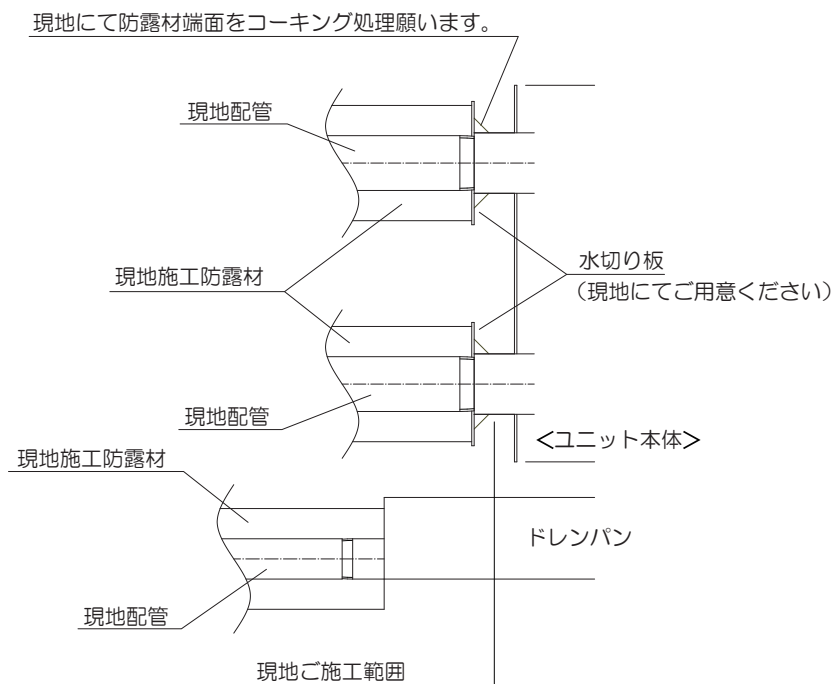 現地にて防露材端面をコーキング処理願います。
現地配管
現地施工防露材
水切り板
（現地にてご用意ください）
現地配管
＜ユニット本体＞
現地施工防露材
ドレンパン
現地配管
現地ご施工範囲